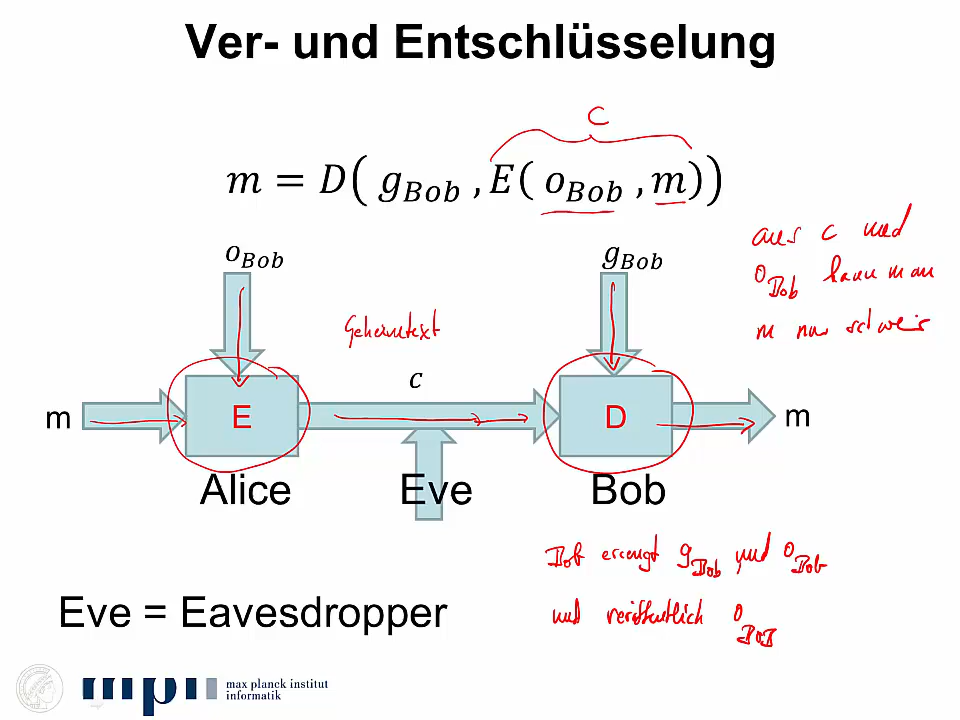 Ver- und Entschlüsselung
C
m = D( g_Bob , E( o_Bob , m))
o_Bob
g_Bob
aus c und
o_Bob kann man
m nur schwer
Geheimtext
c
m
E
D
m
Alice
Eve
Bob
Bob erzeugt g_Bob und o_Bob
und veröffentlich o_Bob
Eve = Eavesdropper
max planck institut
informatik